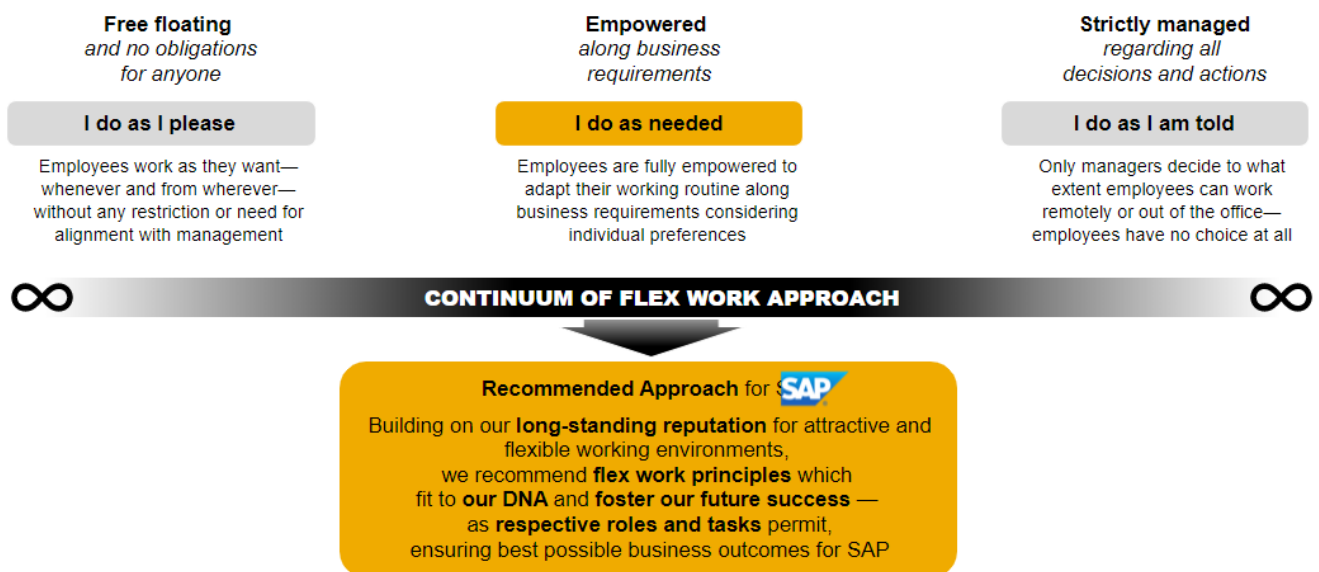 Free floating
and no obligations
for anyone
I do as I please
Employees work as they want—
whenever and from wherever—
without any restriction or need for
alignment with management
Empowered
along business
requirements
I do as needed
Employees are fully empowered to
adapt their working routine along
business requirements considering
individual preferences
Strictly managed
regarding all
decisions and actions
I do as I am told
Only managers decide to what
extent employees can work
remotely or out of the office—
employees have no choice at all
CONTINUUM OF FLEX WORK APPROACH
Recommended Approach for SAP
Building on our long-standing reputation for attractive and
flexible working environments,
we recommend flex work principles which
fit to our DNA and foster our future success —
as respective roles and tasks permit,
ensuring best possible business outcomes for SAP